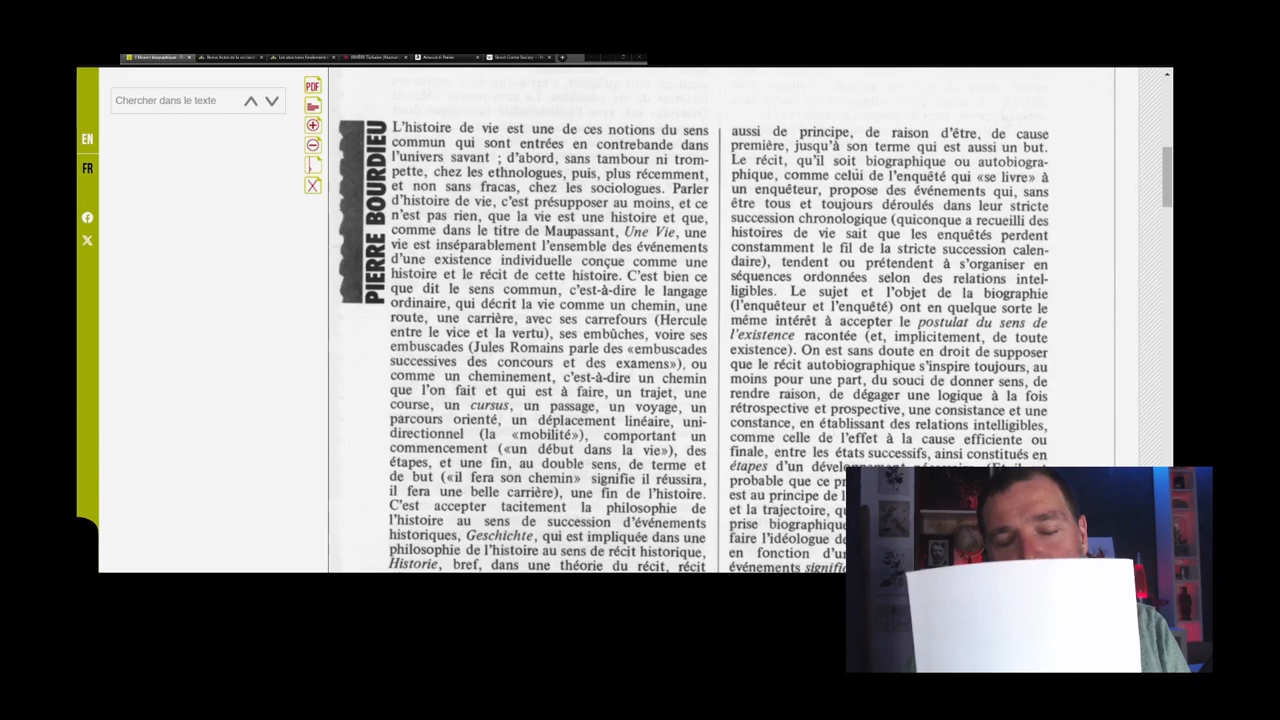 Chercher dans le texte
EN
FR
PDF
PIERRE BOURDIEU
L'histoire de vie est une de ces notions du sens
commun qui sont entrées en contrebande dans
l'univers savant ; d'abord, sans tambour ni trom-
pette, chez les ethnologues, puis, plus récemment,
et non sans fracas, chez les sociologues. Parler
d'histoire de vie, c'est présupposer au moins, et ce
n'est pas rien, que la vie est une histoire et que,
comme dans le titre de Maupassant, Une Vie, une
vie est inséparablement l'ensemble des événements
d'une existence individuelle conçue comme une
histoire et le récit de cette histoire. C'est bien ce
que dit le sens commun, c'est-à-dire le langage
ordinaire, qui décrit la vie comme un chemin, une
route, une carrière, avec ses carrefours (Hercule
entre le vice et la vertu), ses embûches, voire ses
embuscades (Jules Romains parle des «embuscades
successives des concours et des examens»), ou
comme un cheminement, c'est-à-dire un chemin
que l'on fait et qui est à faire, un trajet, une
course, un cursus, un passage, un voyage, un
parcours orienté, un déplacement linéaire, uni-
directionnel (la «mobilité»), comportant un
commencement («un début dans la vie»), des
étapes, et une fin, au double sens, de terme et
de but («il fera son chemin» signifie il réussira,
il fera une belle carrière), une fin de l'histoire.
C'est accepter tacitement la philosophie de
l'histoire au sens de succession d'événements
historiques, Geschichte, qui est impliquée dans une
philosophie de l'histoire au sens de récit historique,
Historie, bref, dans une théorie du récit, récit
aussi de principe, de raison d'être, de cause
première, jusqu'à son terme qui est aussi un but.
Le récit, qu'il soit biographique ou autobiogra-
phique, comme celui de l'enquêté qui «se livre» à
un enquêteur, propose des événements qui, sans
être tous et toujours déroulés dans leur stricte
succession chronologique (quiconque a recueilli des
histoires de vie sait que les enquêtés perdent
constamment le fil de la stricte succession calen-
daire), tendent ou prétendent à s'organiser en
séquences ordonnées selon des relations intel-
ligibles. Le sujet et l'objet de la biographie
(l'enquêteur et l'enquêté) ont en quelque sorte le
même intérêt à accepter le postulat du sens de
l'existence racontée (et, implicitement, de toute
existence). On est sans doute en droit de supposer
que le récit autobiographique s'inspire toujours, au
moins pour une part, du souci de donner sens, de
rendre raison, de dégager une logique à la fois
rétrospective et prospective, une consistance et une
constance, en établissant des relations intelligibles,
comme celle de l'effet à la cause efficiente ou
finale, entre les états successifs, ainsi constitués en
étapes d'un
probable que ce
est au principe de
et la trajectoire,
prise biographique
faire l'idéologue de
en fonction
événements